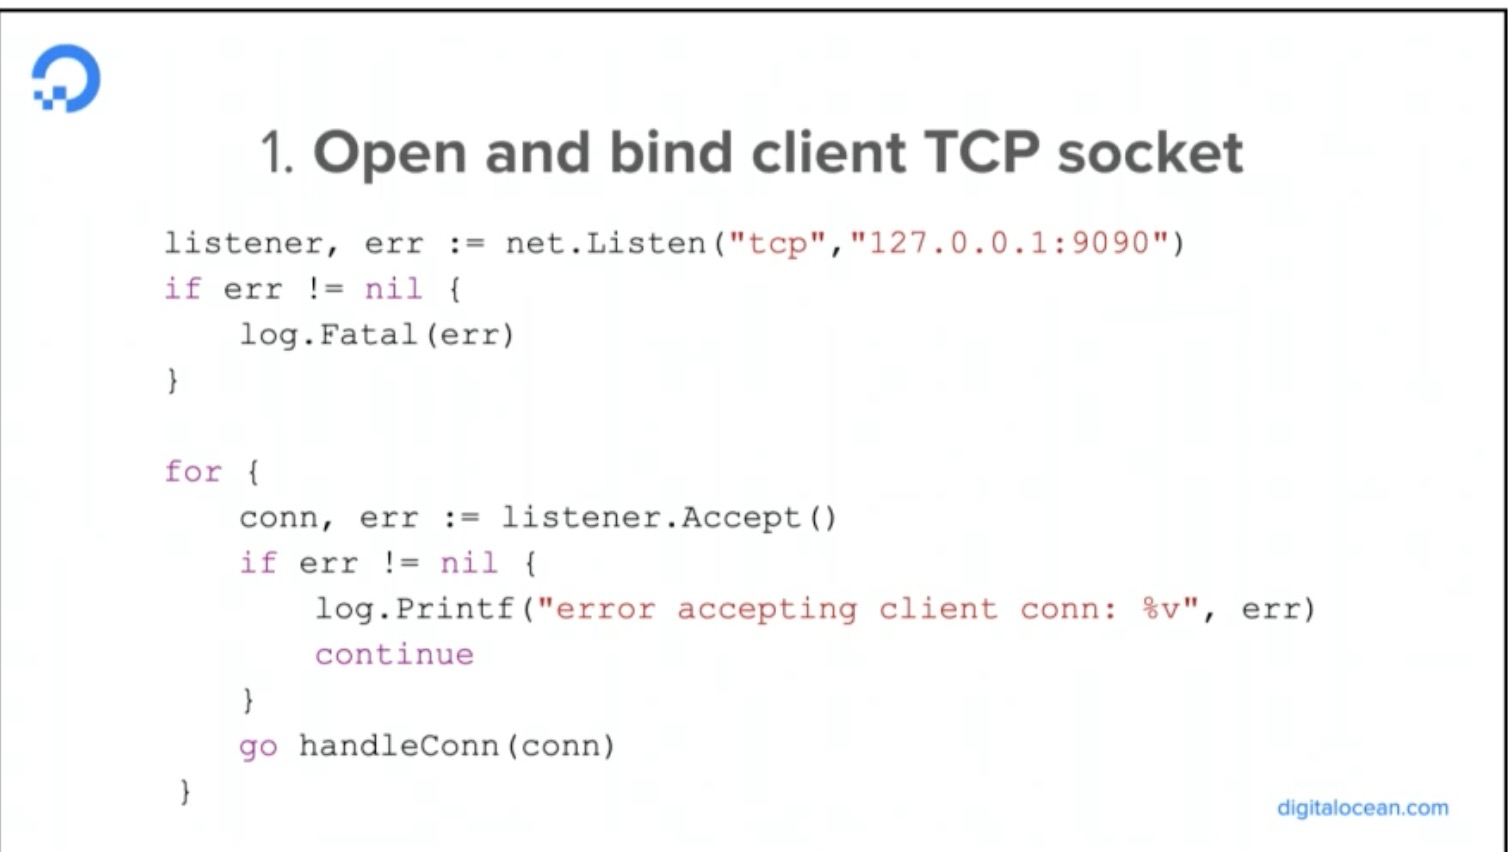 1. Open and bind client TCP socket
listener, err := net.Listen("tcp","127.0.0.1:9090")
if err != nil {
    log.Fatal(err)
}
for {
    conn, err := listener.Accept()
    if err != nil {
        log.Printf("error accepting client conn: %v", err)
        continue
    }
    go handleConn(conn)
}
digitalocean.com